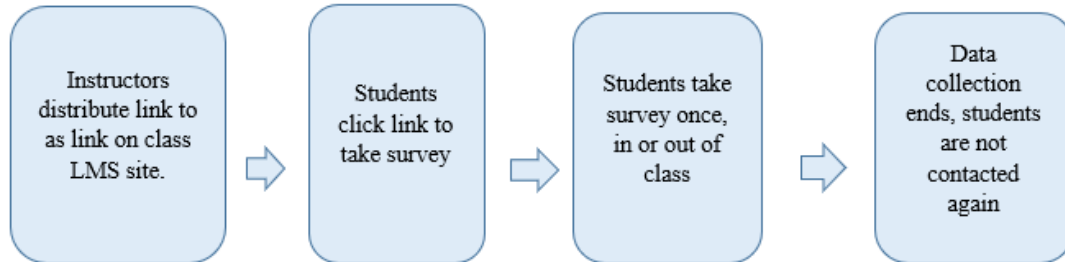 Instructors
distribute link to
as link on class
LMS site.
Students
click link to
take survey
Students take
survey once,
in or out of
class
Data
collection
ends, students
are not
contacted
again